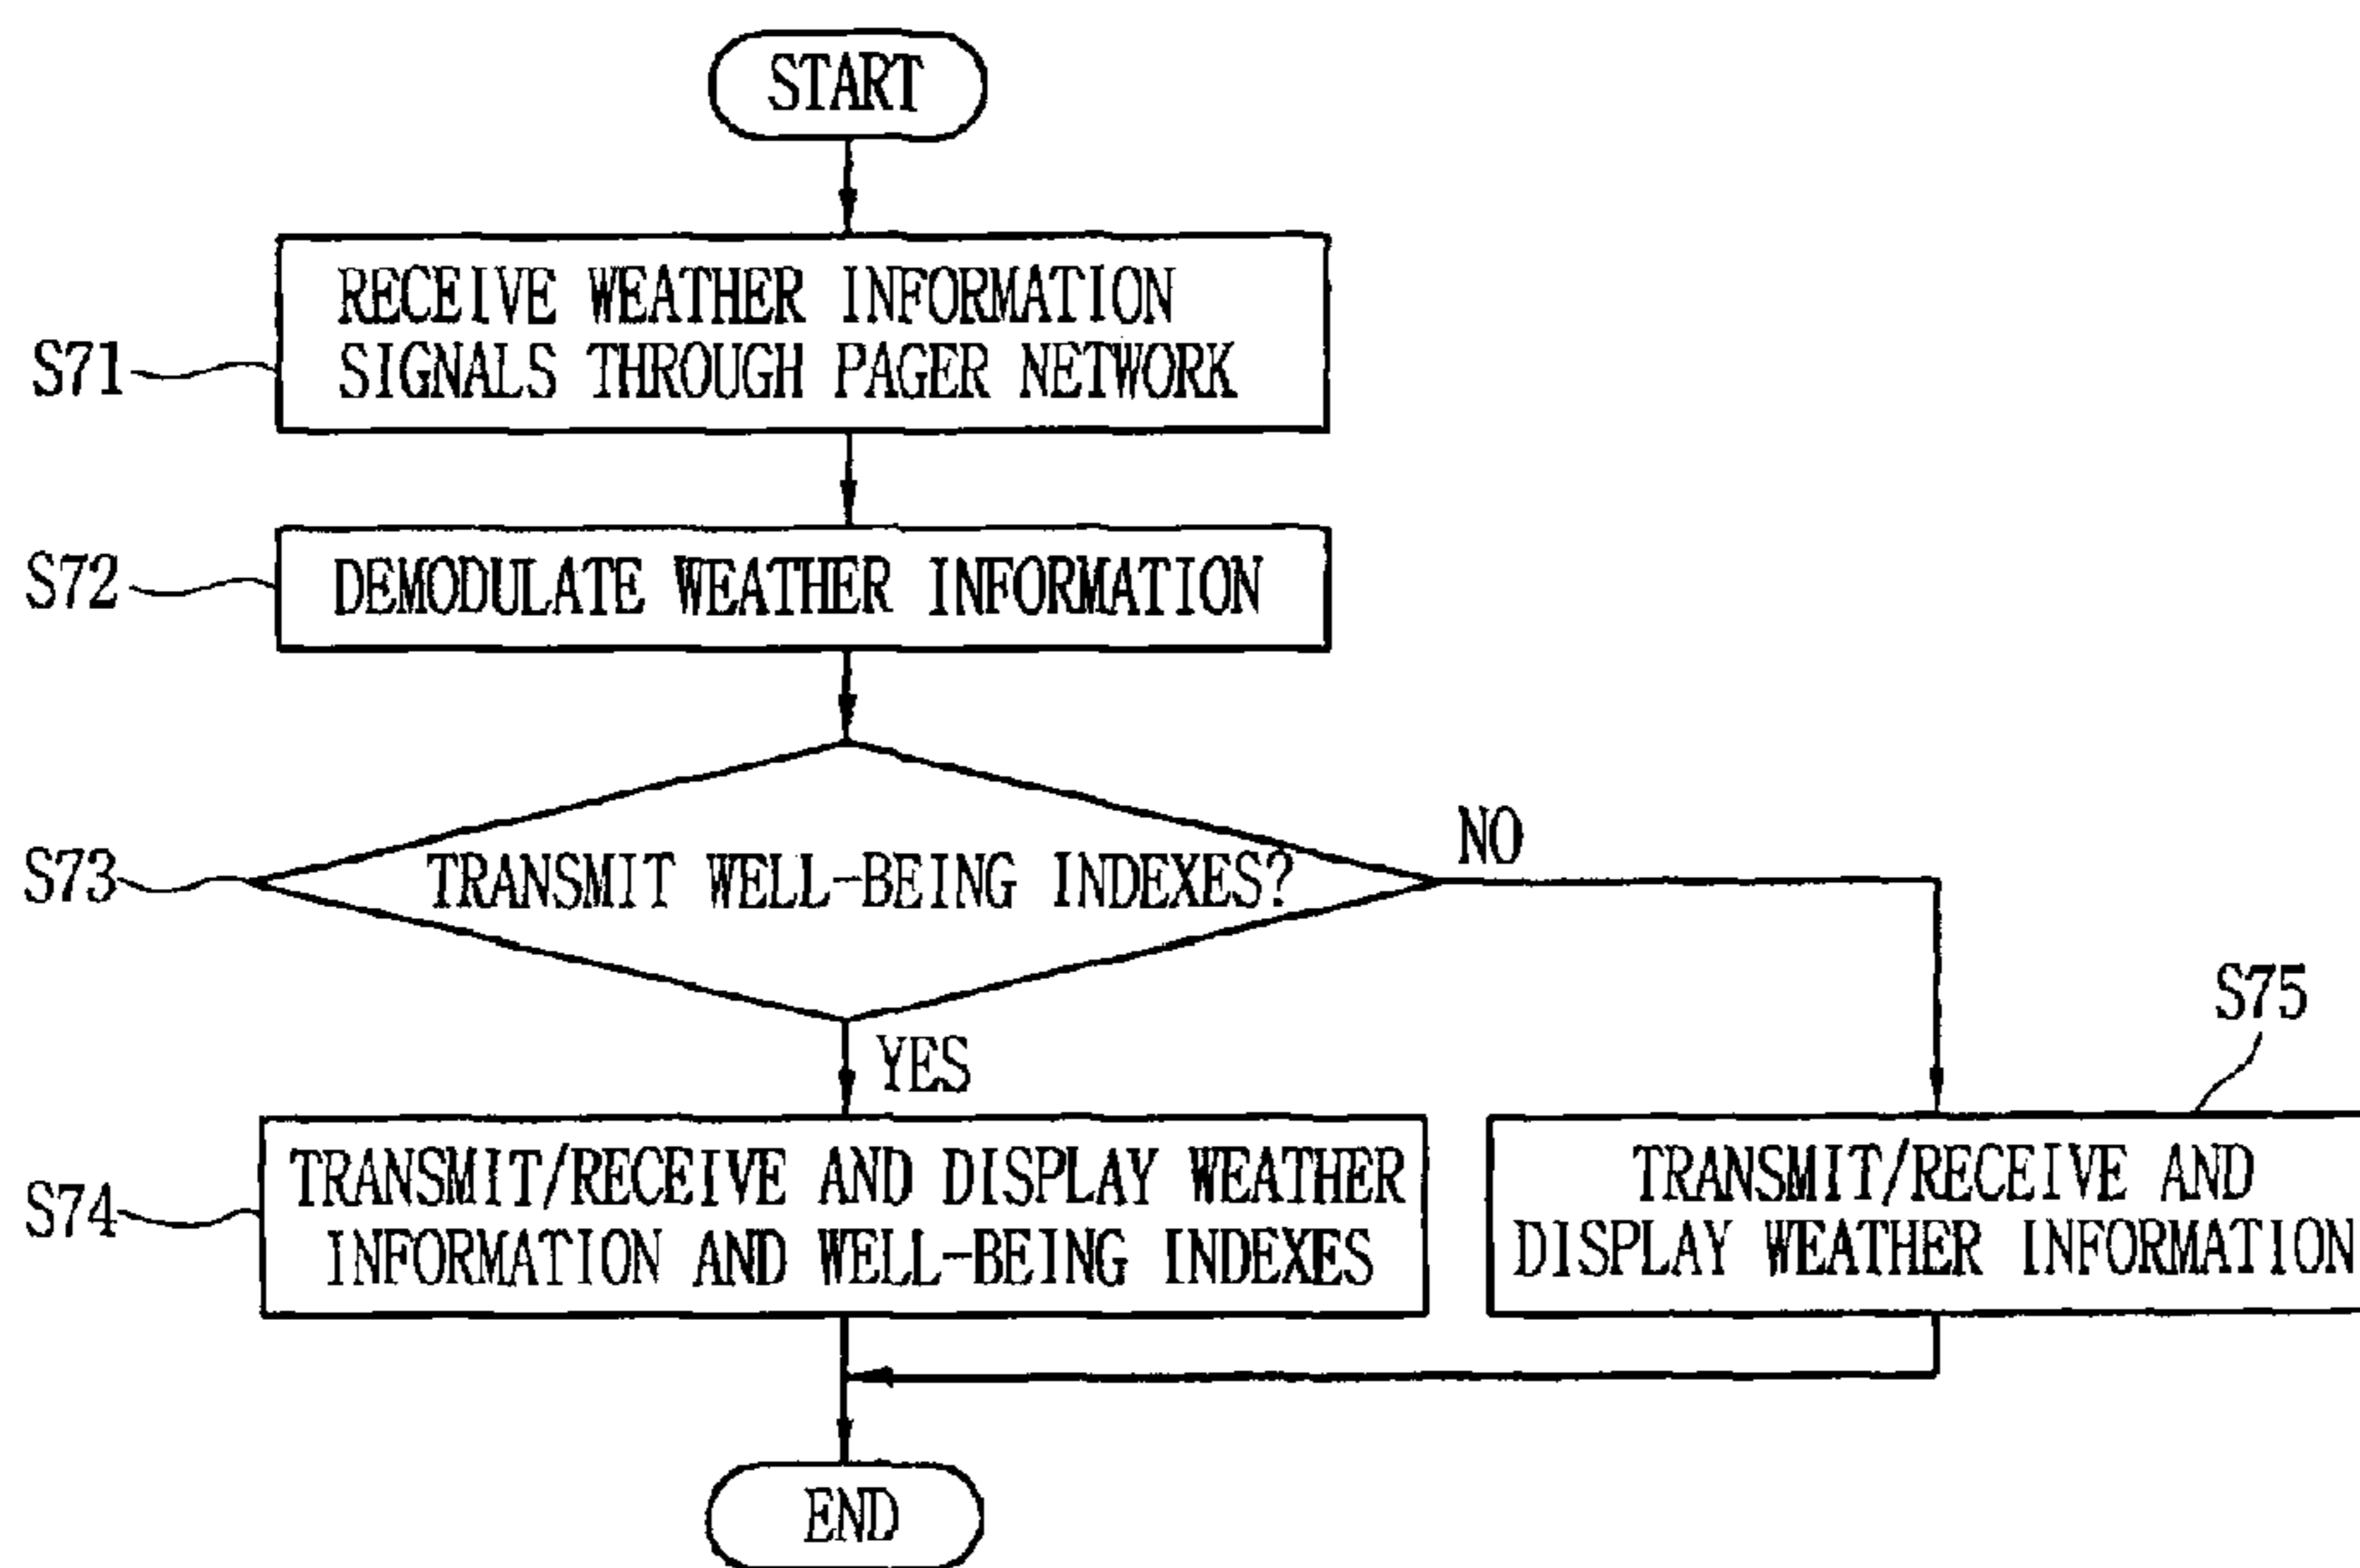 START
RECEIVE WEATHER INFORMATION
SIGNALS THROUGH PAGER NETWORK
S71
DEMODULATE WEATHER INFORMATION
S72
TRANSMIT WELL-BEING INDEXES?
S73
NO
YES
S75
TRANSMIT/RECEIVE AND DISPLAY WEATHER
INFORMATION AND WELL-BEING INDEXES
S74
TRANSMIT/RECEIVE AND
DISPLAY WEATHER INFORMATION
END